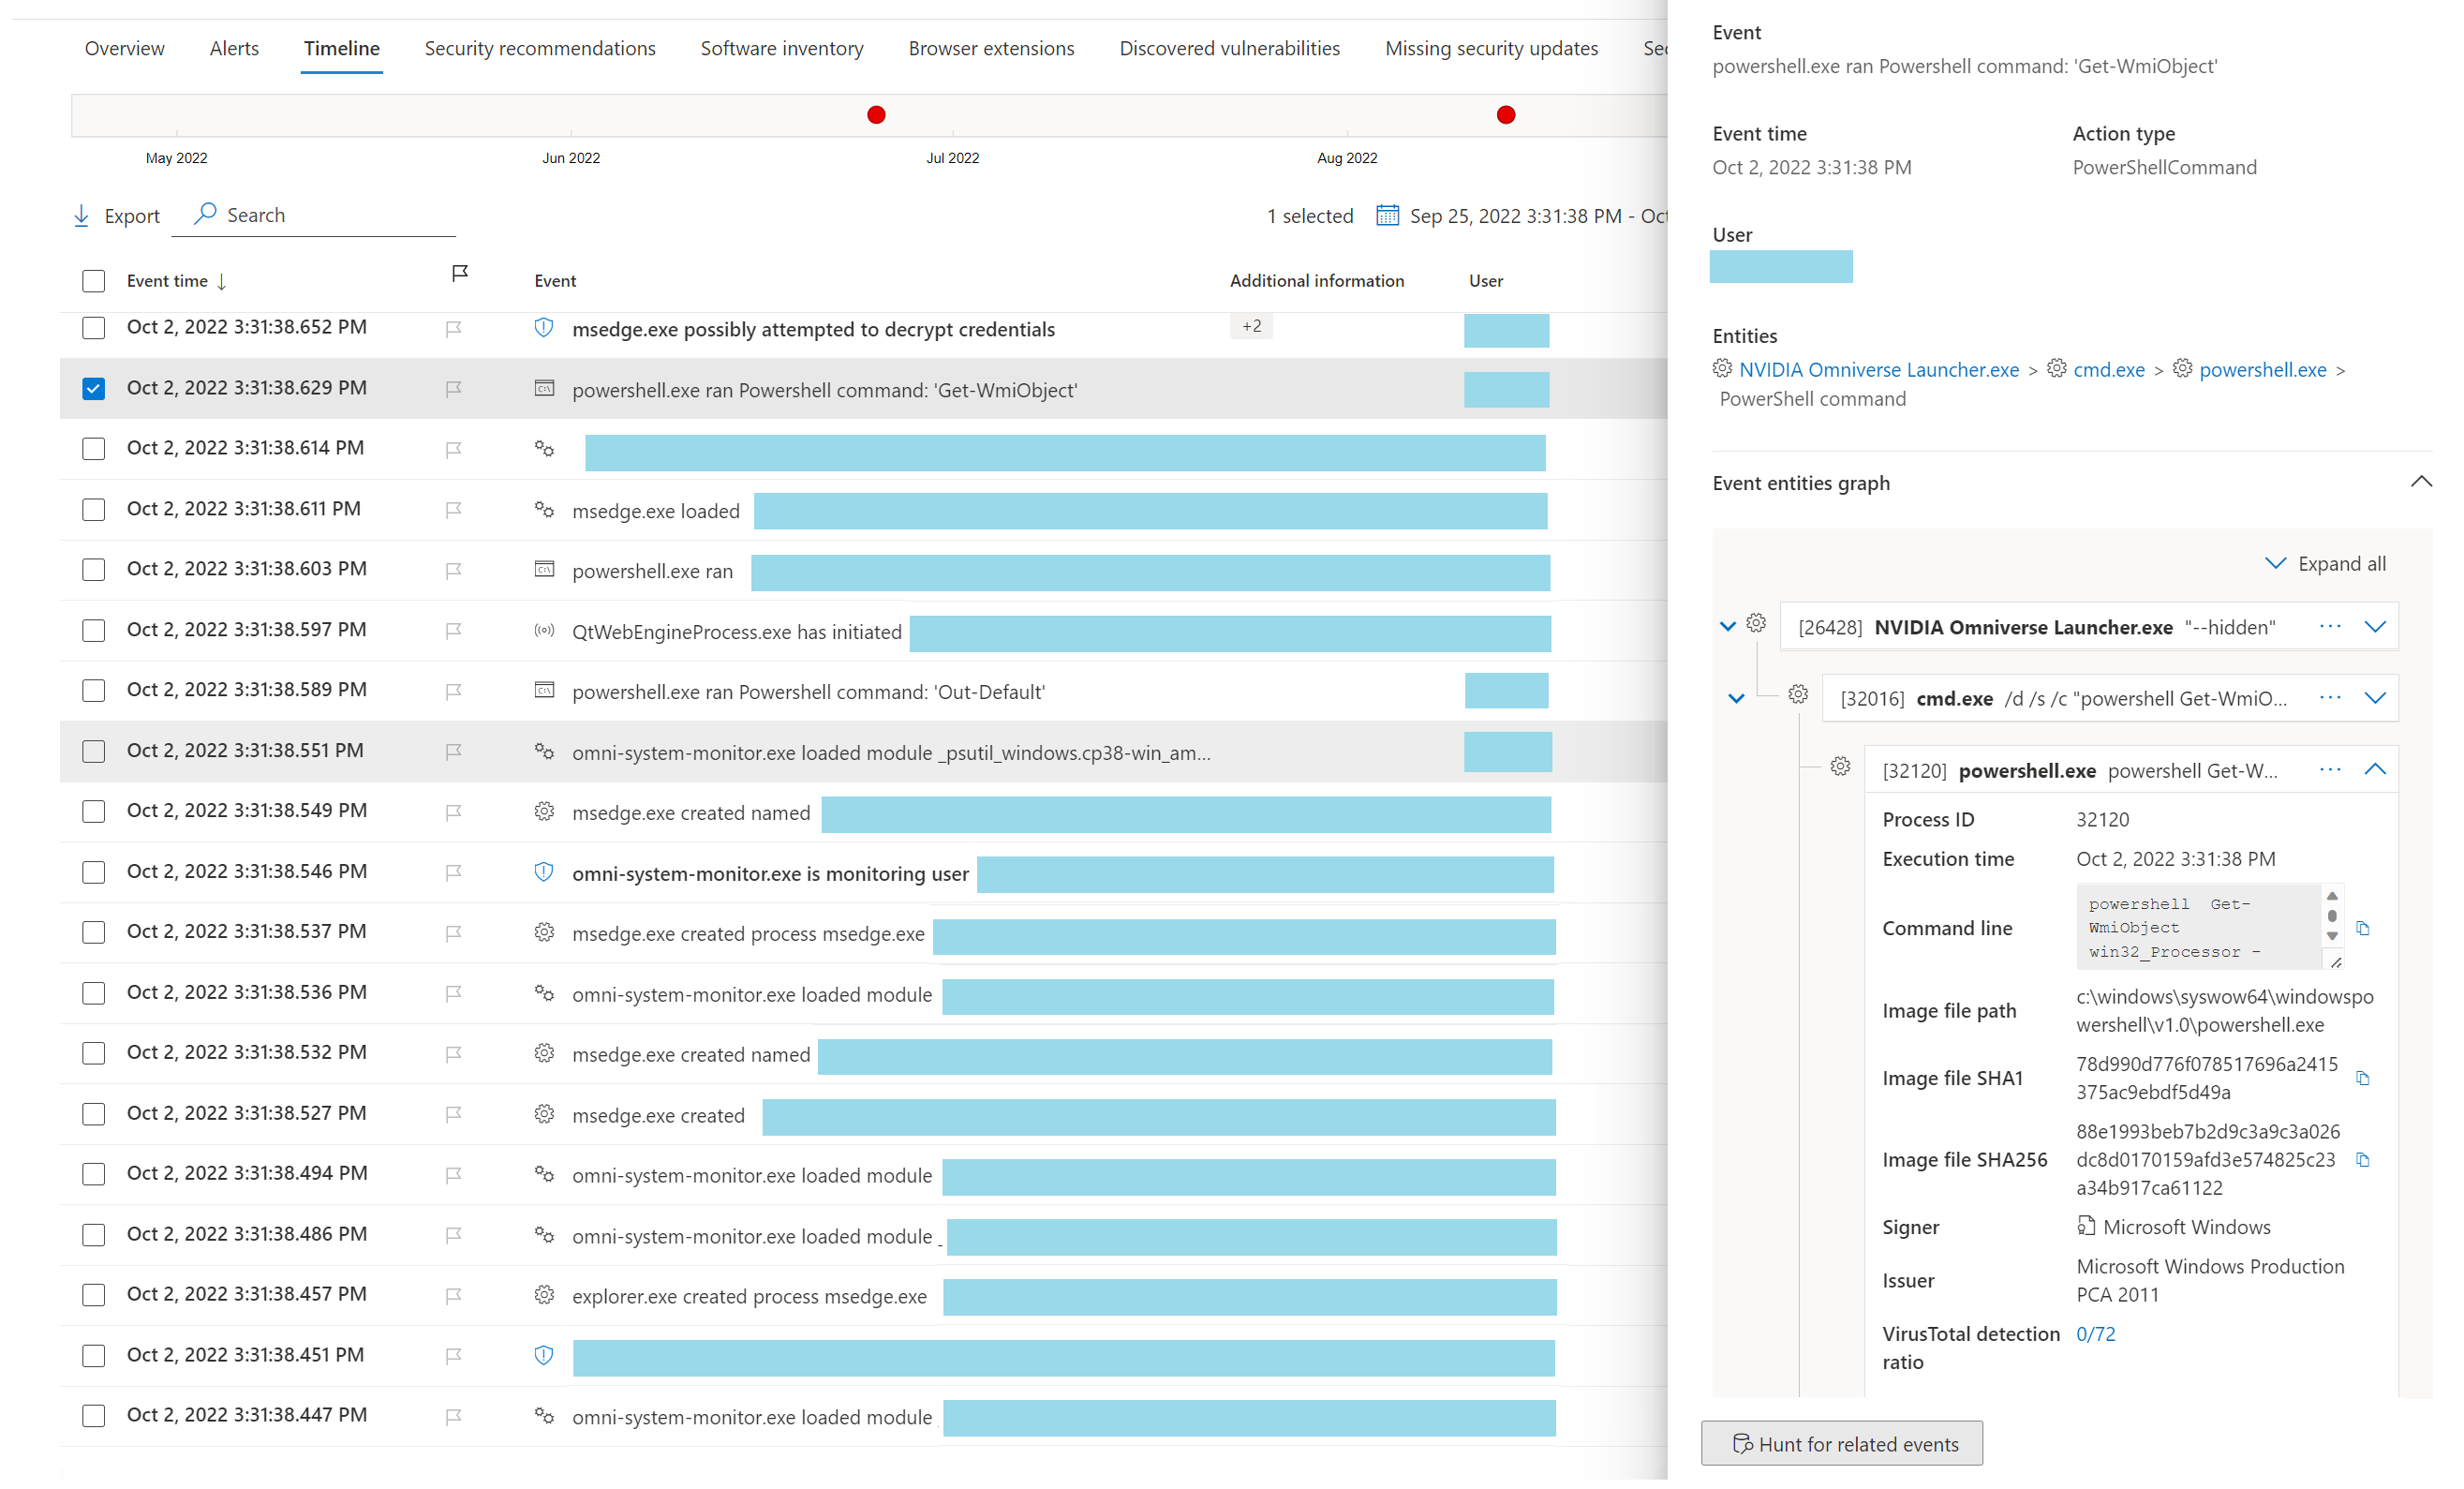 Overview Alerts Timeline Security recommendations Software inventory Browser extensions Discovered vulnerabilities Missing security updates Sec
May 2022 Jun 2022 Jul 2022 Aug 2022
Export Search 1 selected Sep 25, 2022 3:31:38 PM - Oct
Event time ↓ Event Additional information User
Oct 2, 2022 3:31:38.652 PM msedge.exe possibly attempted to decrypt credentials +2
Oct 2, 2022 3:31:38.629 PM powershell.exe ran Powershell command: 'Get-WmiObject'
Oct 2, 2022 3:31:38.614 PM
Oct 2, 2022 3:31:38.611 PM msedge.exe loaded
Oct 2, 2022 3:31:38.603 PM powershell.exe ran
Oct 2, 2022 3:31:38.597 PM QtWebEngineProcess.exe has initiated
Oct 2, 2022 3:31:38.589 PM powershell.exe ran Powershell command: 'Out-Default'
Oct 2, 2022 3:31:38.551 PM omni-system-monitor.exe loaded module _psutil_windows.cp38-win_am...
Oct 2, 2022 3:31:38.549 PM msedge.exe created named
Oct 2, 2022 3:31:38.546 PM omni-system-monitor.exe is monitoring user
Oct 2, 2022 3:31:38.537 PM msedge.exe created process msedge.exe
Oct 2, 2022 3:31:38.536 PM omni-system-monitor.exe loaded module
Oct 2, 2022 3:31:38.532 PM msedge.exe created named
Oct 2, 2022 3:31:38.527 PM msedge.exe created
Oct 2, 2022 3:31:38.494 PM omni-system-monitor.exe loaded module
Oct 2, 2022 3:31:38.486 PM omni-system-monitor.exe loaded module _
Oct 2, 2022 3:31:38.457 PM explorer.exe created process msedge.exe
Oct 2, 2022 3:31:38.451 PM
Oct 2, 2022 3:31:38.447 PM omni-system-monitor.exe loaded module
Event
powershell.exe ran Powershell command: 'Get-WmiObject'
Event time Action type
Oct 2, 2022 3:31:38 PM PowerShellCommand
User
Entities
NVIDIA Omniverse Launcher.exe > cmd.exe > powershell.exe >
PowerShell command
Event entities graph
Expand all
[26428] NVIDIA Omniverse Launcher.exe "--hidden" ...
[32016] cmd.exe /d /s /c "powershell Get-WmiO... ...
[32120] powershell.exe powershell Get-W... ...
Process ID 32120
Execution time Oct 2, 2022 3:31:38 PM
Command line powershell Get-
WmiObject
win32_Processor -
Image file path c:\windows\syswow64\windowspo
wershell\v1.0\powershell.exe
Image file SHA1 78d990d776f078517696a2415
375ac9ebdf5d49a
Image file SHA256 88e1993beb7b2d9c3a9c3a026
dc8d0170159afd3e574825c23
a34b917ca61122
Signer Microsoft Windows
Issuer Microsoft Windows Production
PCA 2011
VirusTotal detection 0/72
ratio
Hunt for related events